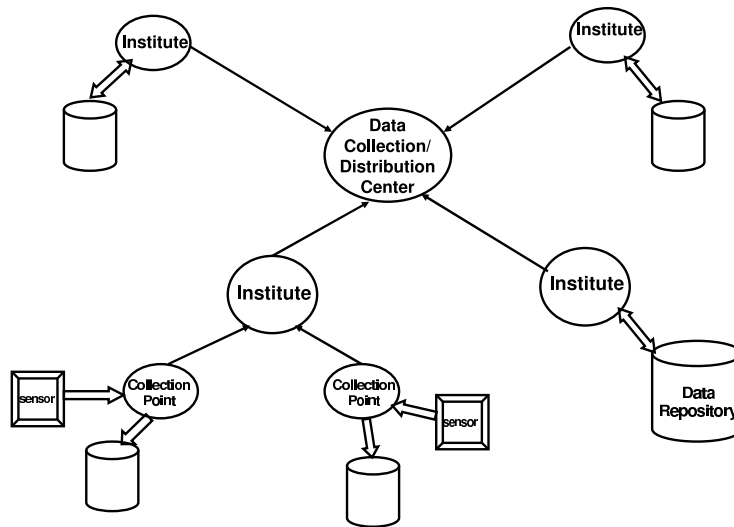 Institute
Institute
Data
Collection/
Distribution
Center
Institute
Institute
sensor
Collection
Point
Collection
Point
sensor
Data
Repository